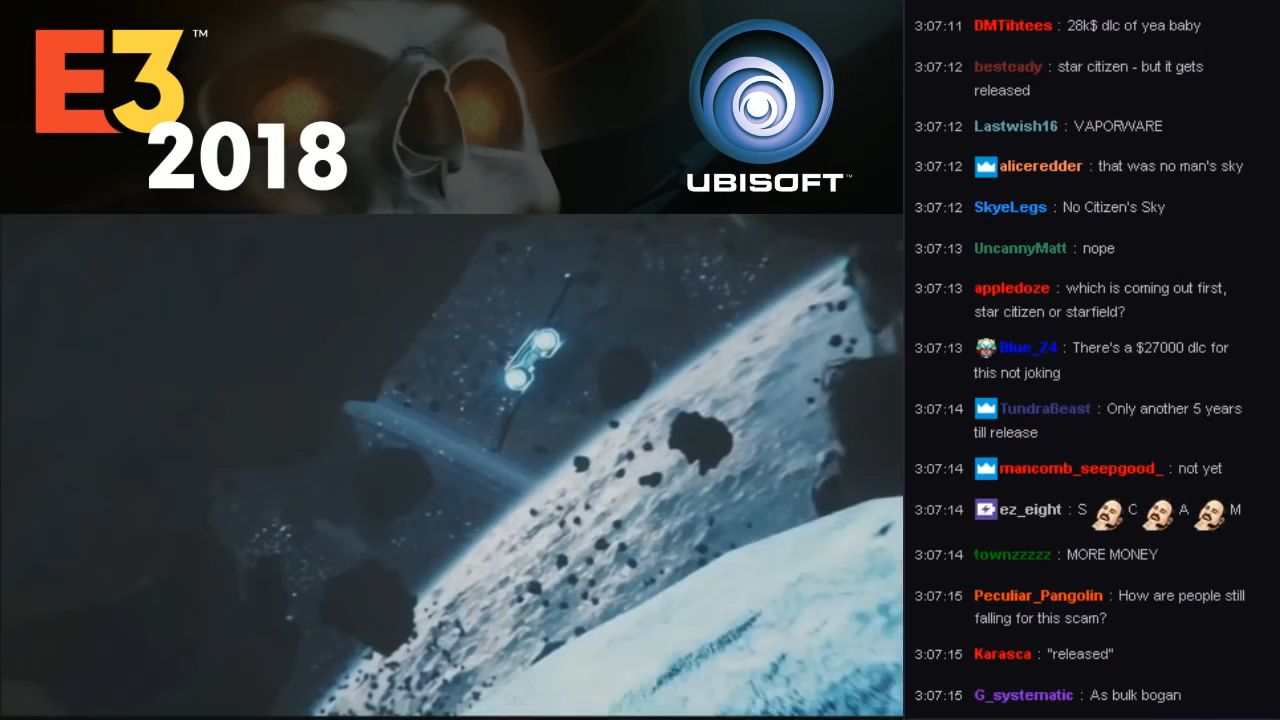 E3™
2018
UBISOFT™
3:07:11 DMTihtees : 28k$ dlc of yea baby
3:07:12 besteady : star citizen - but it gets
released
3:07:12 Lastwish16 : VAPORWARE
3:07:12 aliceredder : that was no man's sky
3:07:12 SkyeLegs : No Citizen's Sky
3:07:13 UncannyMatt : nope
3:07:13 appledoze : which is coming out first,
star citizen or starfield?
3:07:13 Blue_Z4 : There's a $27000 dlc for
this not joking
3:07:14 TundraBeast : Only another 5 years
till release
3:07:14 mancomb_seepgood_ : not yet
3:07:14 ez_eight : S C A M
3:07:14 townzzzzz : MORE MONEY
3:07:15 Peculiar_Pangolin : How are people still
falling for this scam?
3:07:15 Karasca : "released"
3:07:15 G_systematic : As bulk bogan